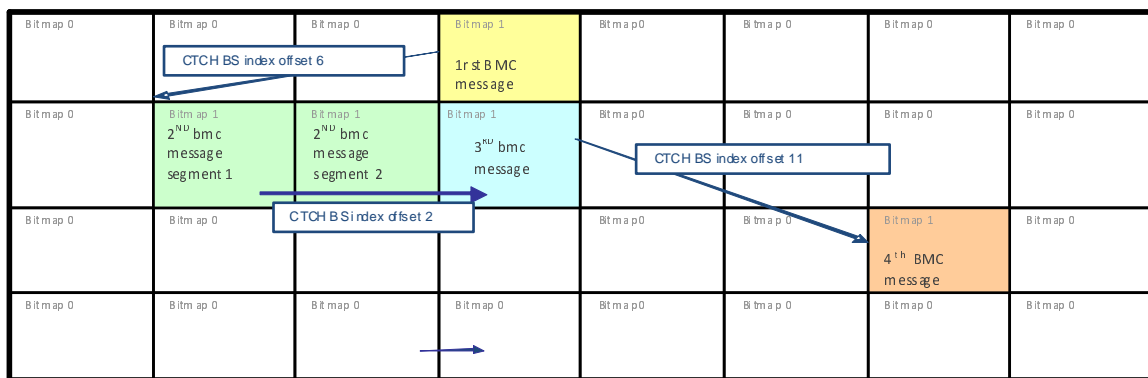 Bitmap 0
Bitmap 0
Bitmap 0
Bitmap 1
Bitmap 0
Bitmap 0
Bitmap 0
Bitmap 0
CTCH BS index offset 6
1rst BMC
message
Bitmap 0
Bitmap 1
2ND bmc
message
segment 1
Bitmap 1
2ND bmc
message
segment 2
Bitmap 1
3RD bmc
message
Bitmap 0
Bitmap 0
Bitmap 0
Bitmap 0
CTCH BS index offset 11
CTCH BS index offset 2
Bitmap 0
Bitmap 0
Bitmap 0
Bitmap 0
Bitmap 0
Bitmap 0
Bitmap 1
4th BMC
message
Bitmap 0
Bitmap 0
Bitmap 0
Bitmap 0
Bitmap 0
Bitmap 0
Bitmap 0
Bitmap 0
Bitmap 0